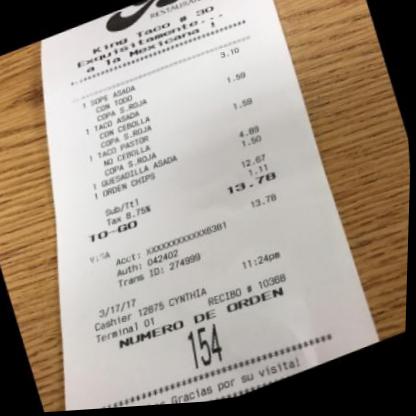 RESTAURANT
King Taco # 30
Exquisitamente...
a la Mexicana !
1 SOPE ASADA 3.10
CON TODO
COPA S.ROJA
1 TACO ASADA 1.59
CON CEBOLLA
COPA S.ROJA
1 TACO PASTOR 1.59
NO CEBOLLA
COPA S.ROJA
1 QUESADILLA ASADA 4.89
1 ORDEN CHIPS 1.50
Sub/Ttl 12.67
Tax 8.75% 1.11
TO-GO 13.78
VISA 13.78
Acct: XXXXXXXXXXXX6381
Auth: 042402
Trans ID: 274999
3/17/17 11:24pm
Cashier 12875 CYNTHIA
Terminal 01 RECIBO # 10368
NUMERO DE ORDEN
154
Gracias por su visita!